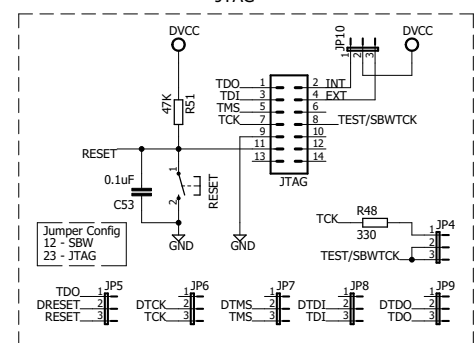 JTAG
DVCC
DVCC
JP10
1
2
3
47K
R51
TDO 1 2 INT
TDI 3 4 EXT
TMS 5 6
TCK 7 8 TEST/SBWTCK
9 10
11 12
13 14
JTAG
RESET
0.1uF
C53
1
2
RESET
GND
GND
Jumper Config
12 - SBW
23 - JTAG
TCK R48 330
TEST/SBWTCK
JP4
1
2
3
JP5
TDO 1
DRESET 2
RESET 3
JP6
1
DTCK 2
TCK 3
JP7
1
DTMS 2
TMS 3
JP8
1
DTDI 2
TDI 3
JP9
1
DTDO 2
TDO 3